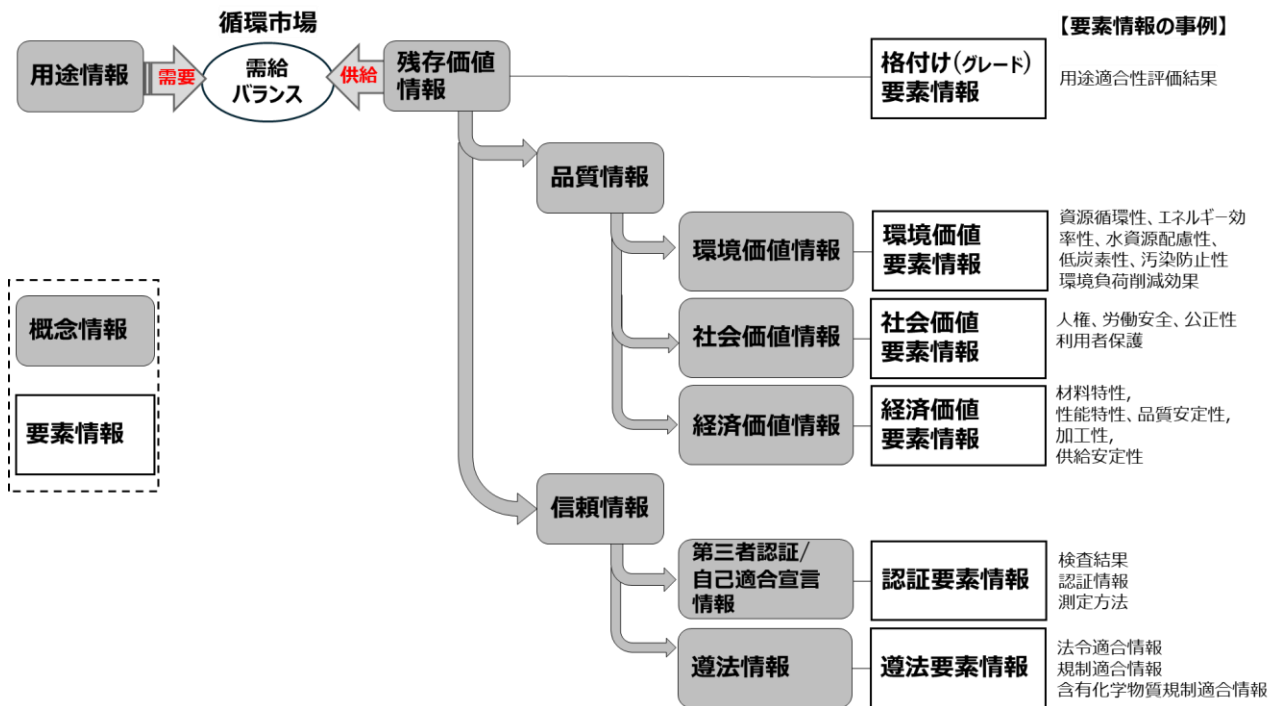 循環市場
【要素情報の事例】
用途情報
需要
需給
バランス
供給
残存価値
情報
格付け(グレード)
要素情報
用途適合性評価結果
品質情報
環境価値情報
環境価値
要素情報
資源循環性、エネルギー効
率性、水資源配慮性、
低炭素性、汚染防止性
環境負荷削減効果
概念情報
要素情報
社会価値情報
社会価値
要素情報
人権、労働安全、公正性
利用者保護
経済価値情報
経済価値
要素情報
材料特性,
性能特性、品質安定性,
加工性,
供給安定性
信頼情報
第三者認証/
自己適合宣言
情報
認証要素情報
検査結果
認証情報
測定方法
遵法情報
遵法要素情報
法令適合情報
規制適合情報
含有化学物質規制適合情報